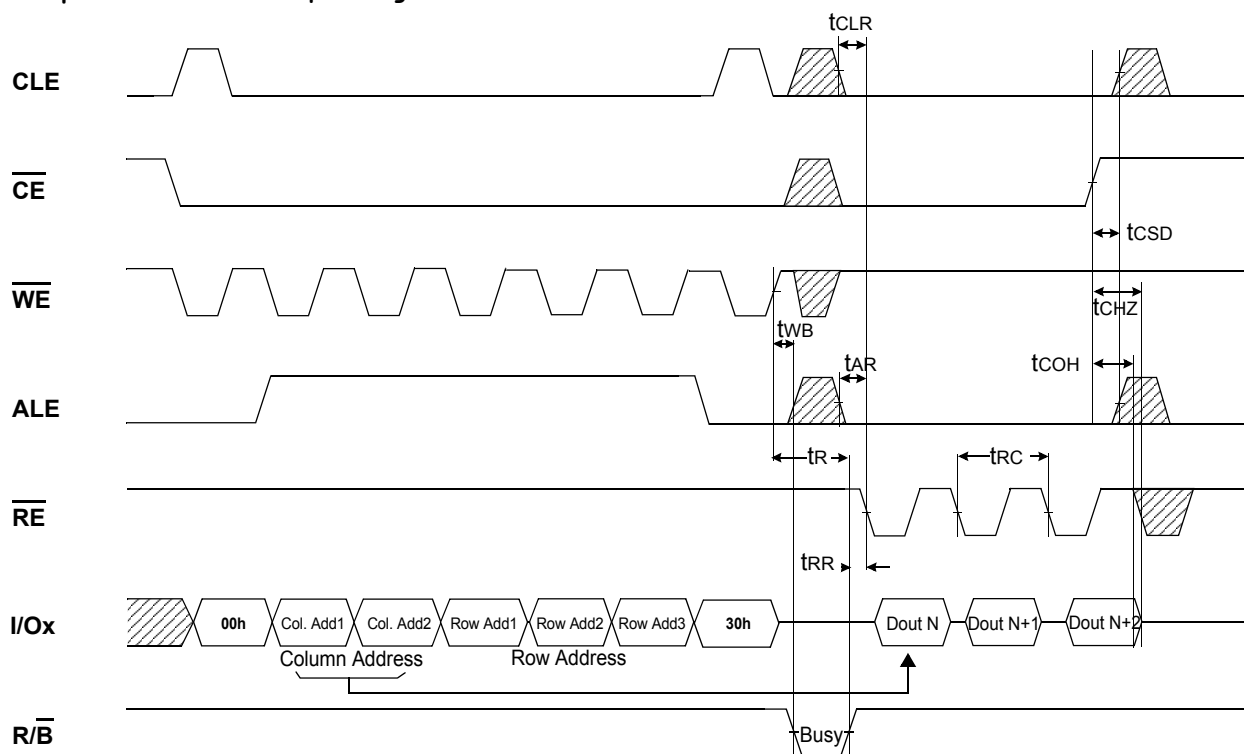 tCLR
CLE
CE
tCSD
WE
tCHZ
tWB
tCOH
tAR
ALE
tR
tRC
RE
tRR
I/Ox
00h
Col. Add1
Col. Add2
Row Add1
Row Add2
Row Add3
30h
Dout N
Dout N+1
Dout N+2
Column Address
Row Address
R/B
Busy